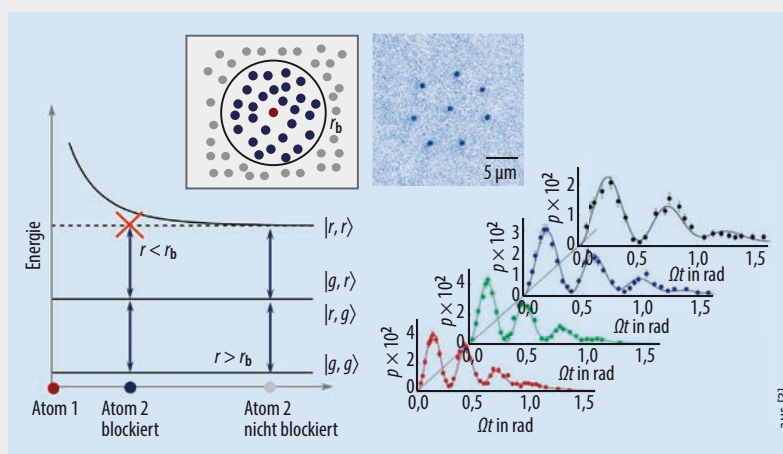 r_b
5 µm
Energie
|r, r⟩
r < r_b
|g, r⟩
|r, g⟩
r > r_b
|g, g⟩
Atom 1
Atom 2
blockiert
Atom 2
nicht blockiert
p × 10²
2
1
0
0,0 0,5 1,0 1,5
Ωt in rad
p × 10²
3
2
1
0
0,0 0,5 1,0 1,5
Ωt in rad
p × 10²
4
2
0
0,0 0,5 1,0 1,5
Ωt in rad
p × 10²
4
2
0
0,0 0,5 1,0 1,5
Ωt in rad